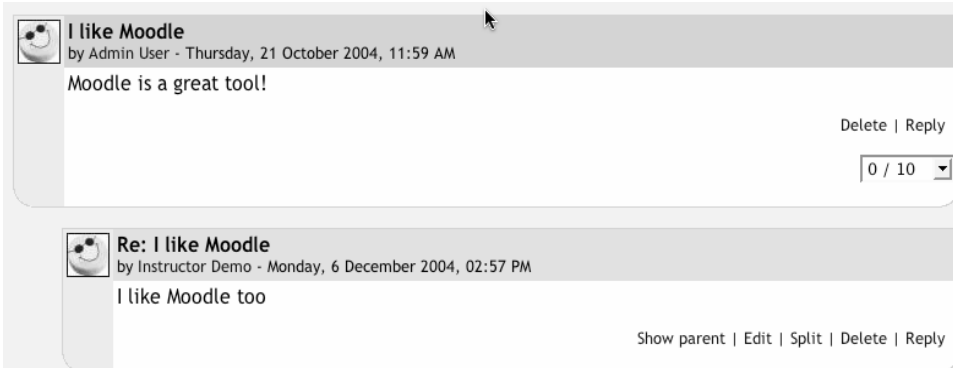 I like Moodle
by Admin User - Thursday, 21 October 2004, 11:59 AM
Moodle is a great tool!
Delete | Reply
0 / 10
Re: I like Moodle
by Instructor Demo - Monday, 6 December 2004, 02:57 PM
I like Moodle too
Show parent | Edit | Split | Delete | Reply